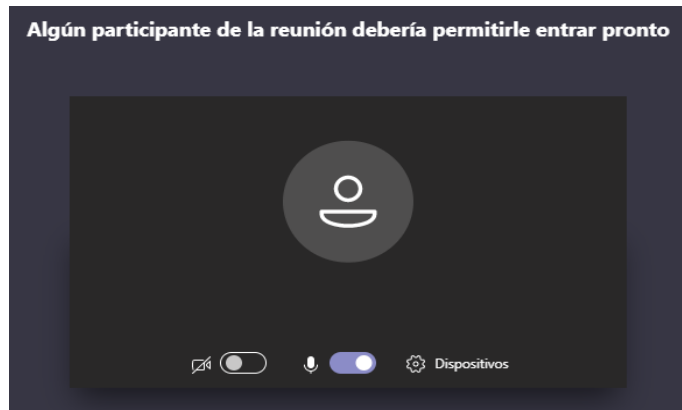 Algún participante de la reunión debería permitirle entrar pronto
Dispositivos